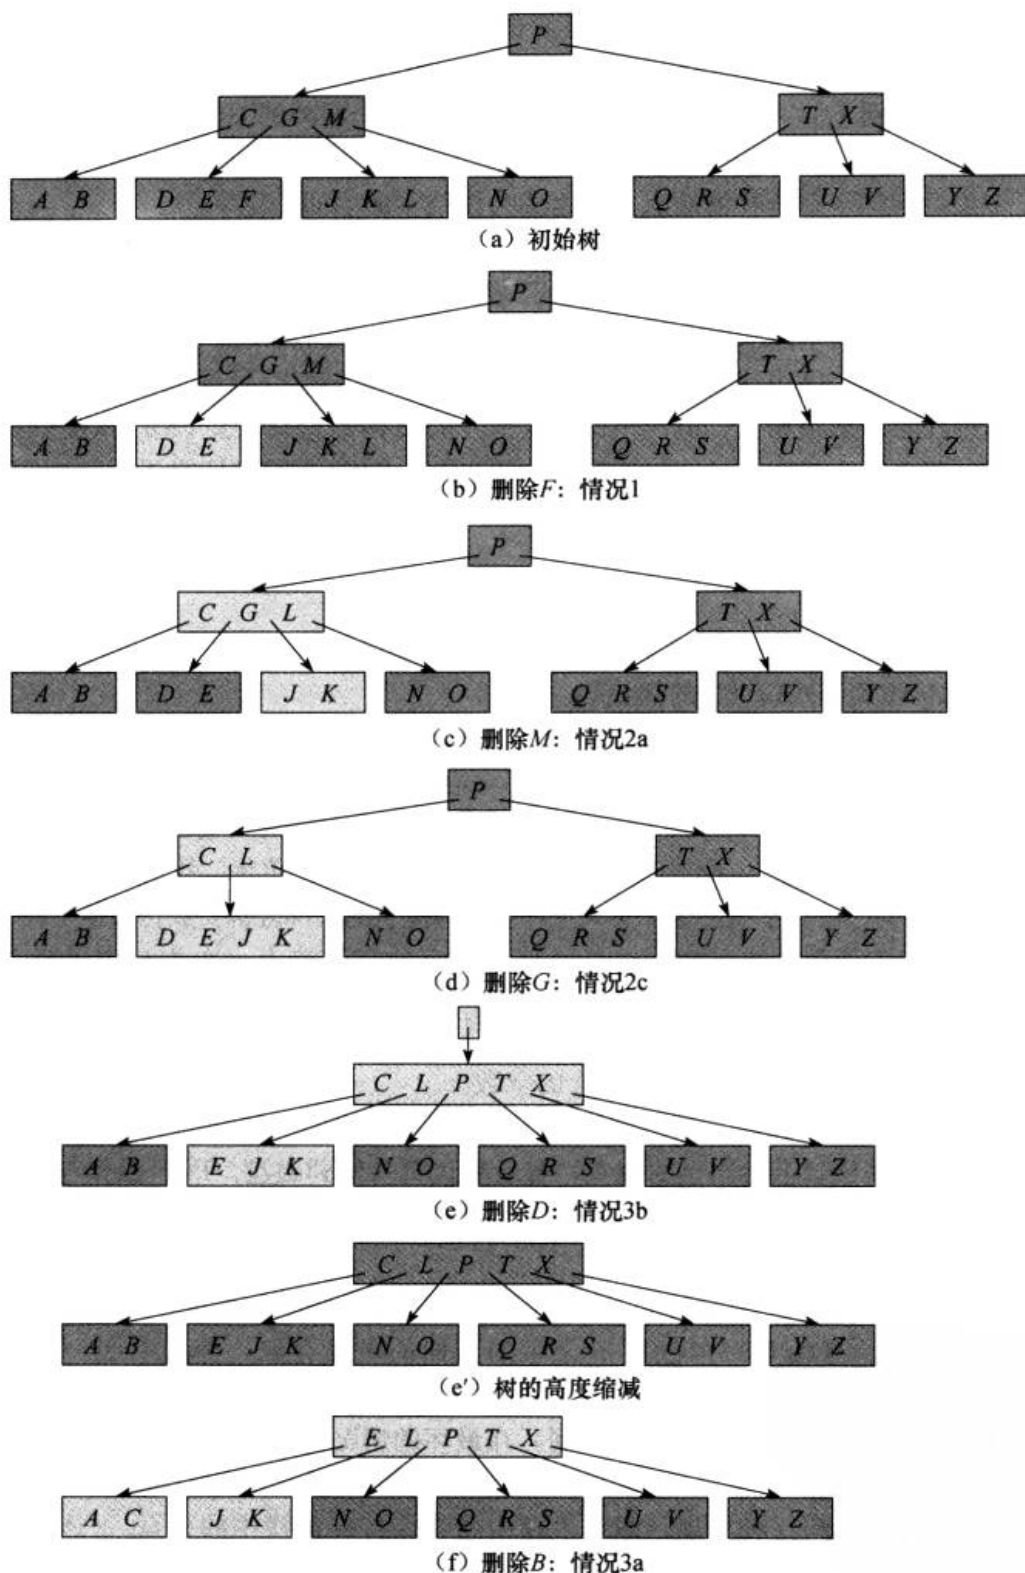 P
C G M T X
A B D E F J K L N O Q R S U V Y Z
（a）初始树
P
C G M T X
A B D E J K L N O Q R S U V Y Z
（b）删除F：情况1
P
C G L T X
A B D E J K N O Q R S U V Y Z
（c）删除M：情况2a
P
C L T X
A B D E J K N O Q R S U V Y Z
（d）删除G：情况2c
C L P T X
A B E J K N O Q R S U V Y Z
（e）删除D：情况3b
C L P T X
A B E J K N O Q R S U V Y Z
（e′）树的高度缩减
E L P T X
A C J K N O Q R S U V Y Z
（f）删除B：情况3a